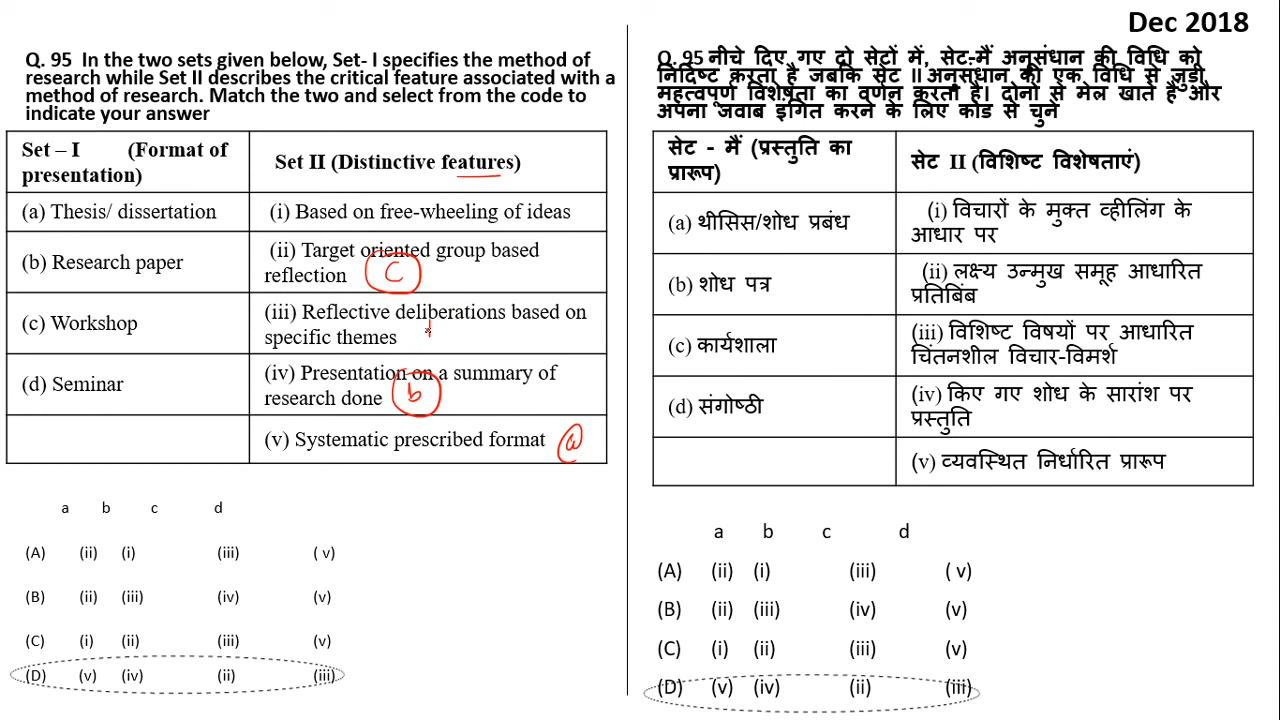 Dec 2018
Q. 95 In the two sets given below, Set- I specifies the method of
research while Set II describes the critical feature associated with a
method of research. Match the two and select from the code to
indicate your answer
Set – I (Format of
presentation)
Set II (Distinctive features)
(a) Thesis/ dissertation
(i) Based on free-wheeling of ideas
(b) Research paper
(ii) Target oriented group based
reflection
C
(c) Workshop
(iii) Reflective deliberations based on
specific themes
(d) Seminar
(iv) Presentation on a summary of
research done
b
(v) Systematic prescribed format
a
a b c d
(A) (ii) (i) (iii) ( v)
(B) (ii) (iii) (iv) (v)
(C) (i) (ii) (iii) (v)
(D) (v) (iv) (ii) (iii)
Q. 95 नीचे दिए गए दो सेटों में, सेट-मैं अनुसंधान की विधि को
निर्दिष्ट करता है जबकि सेट II अनुसंधान की एक विधि से जुड़ी
महत्वपूर्ण विशेषता का वर्णन करता है। दोनों से मेल खाते हैं और
अपना जवाब इंगित करने के लिए कोड से चुनें
सेट - मैं (प्रस्तुति का
प्रारूप)
सेट II (विशिष्ट विशेषताएं)
(a) थीसिस/शोध प्रबंध
(i) विचारों के मुक्त व्हीलिंग के
आधार पर
(b) शोध पत्र
(ii) लक्ष्य उन्मुख समूह आधारित
प्रतिबिंब
(c) कार्यशाला
(iii) विशिष्ट विषयों पर आधारित
चिंतनशील विचार-विमर्श
(d) संगोष्ठी
(iv) किए गए शोध के सारांश पर
प्रस्तुति
(v) व्यवस्थित निर्धारित प्रारूप
a b c d
(A) (ii) (i) (iii) ( v)
(B) (ii) (iii) (iv) (v)
(C) (i) (ii) (iii) (v)
(D) (v) (iv) (ii) (iii)